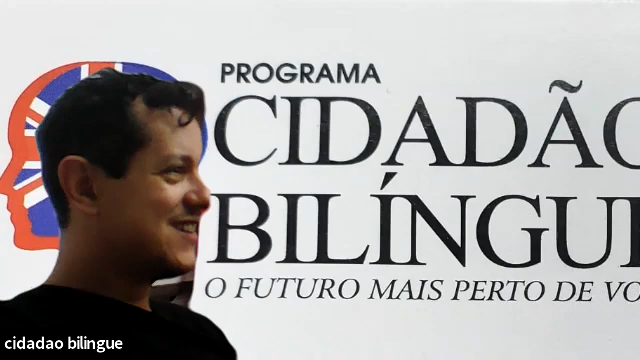 PROGRAMA
CIDADÃO
BILÍNGUE
O FUTURO MAIS PERTO DE VO
cidadao bilingue